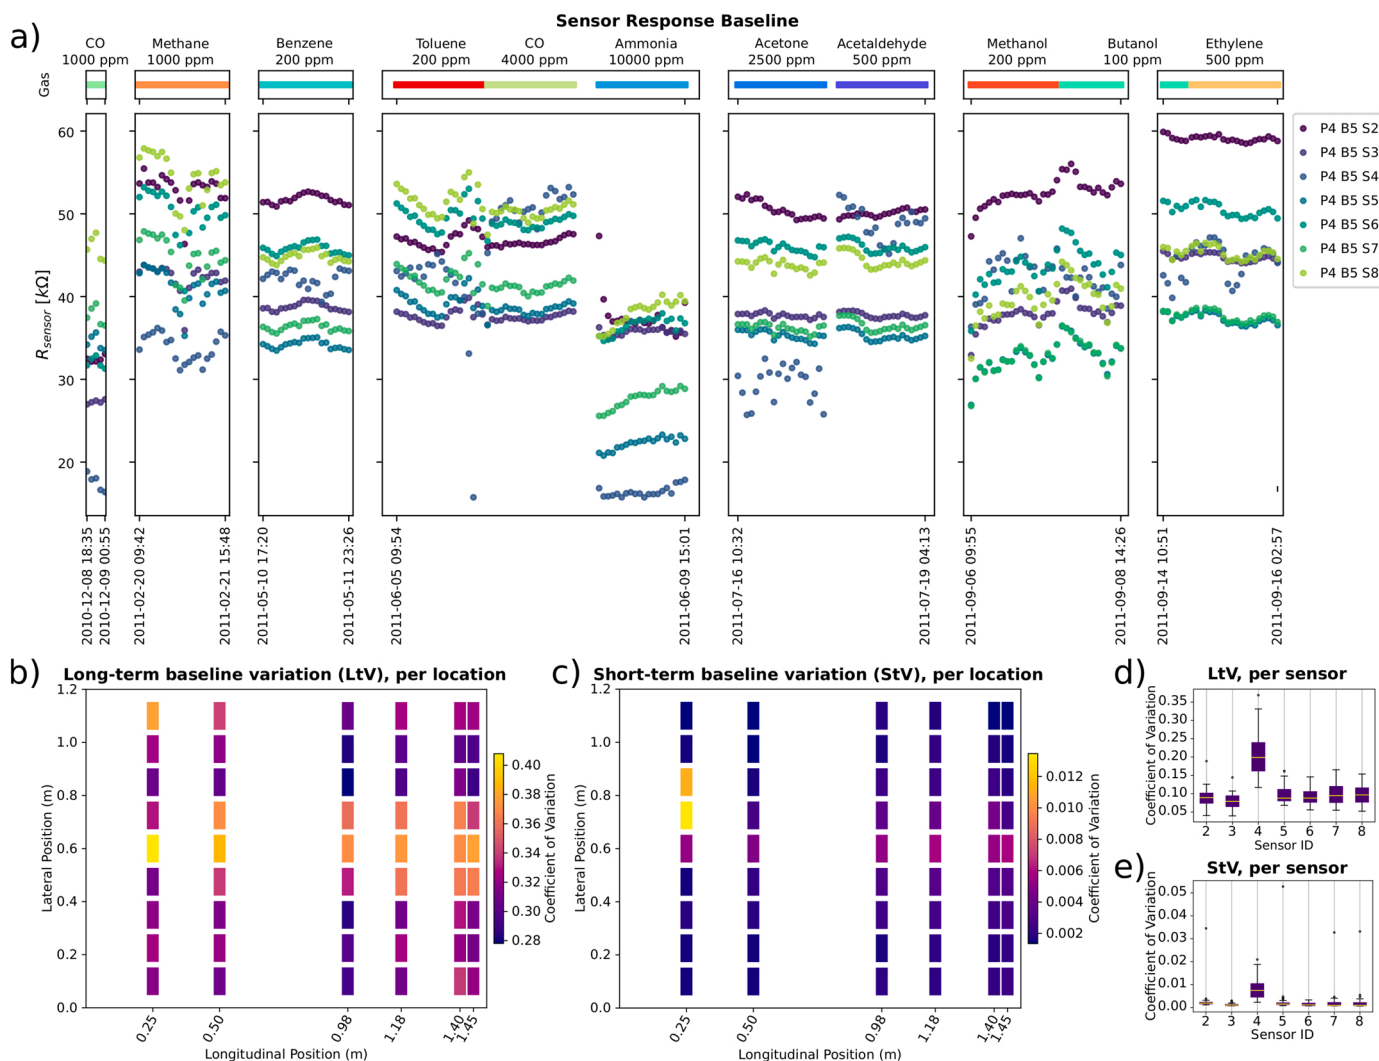 Sensor Response Baseline
a)
CO
1000 ppm
Methane
1000 ppm
Benzene
200 ppm
Toluene
200 ppm
CO
4000 ppm
Ammonia
10000 ppm
Acetone
2500 ppm
Acetaldehyde
500 ppm
Methanol
200 ppm
Butanol
100 ppm
Ethylene
500 ppm
Gas
60
50
40
30
20
Rsensor [kΩ]
P4 B5 S2
P4 B5 S3
P4 B5 S4
P4 B5 S5
P4 B5 S6
P4 B5 S7
P4 B5 S8
2010-12-08 18:35
2010-12-09 00:55
2011-02-20 09:42
2011-02-21 15:48
2011-05-10 17:20
2011-05-11 23:26
2011-06-05 09:54
2011-06-09 15:01
2011-07-16 10:32
2011-07-19 04:13
2011-09-06 09:55
2011-09-08 14:26
2011-09-14 10:51
2011-09-16 02:57
b)
Long-term baseline variation (LtV), per location
1.2
1.0
0.8
0.6
0.4
0.2
0.0
Lateral Position (m)
0.25
0.50
0.98
1.18
1.40
1.45
Longitudinal Position (m)
0.40
0.38
0.36
0.34
0.32
0.30
0.28
Coefficient of Variation
c)
Short-term baseline variation (StV), per location
1.2
1.0
0.8
0.6
0.4
0.2
0.0
Lateral Position (m)
0.25
0.50
0.98
1.18
1.40
1.45
Longitudinal Position (m)
0.012
0.010
0.008
0.006
0.004
0.002
Coefficient of Variation
d)
LtV, per sensor
0.35
0.30
0.25
0.20
0.15
0.10
0.05
Coefficient of Variation
2 3 4 5 6 7 8
Sensor ID
e)
StV, per sensor
0.05
0.04
0.03
0.02
0.01
0.00
Coefficient of Variation
2 3 4 5 6 7 8
Sensor ID